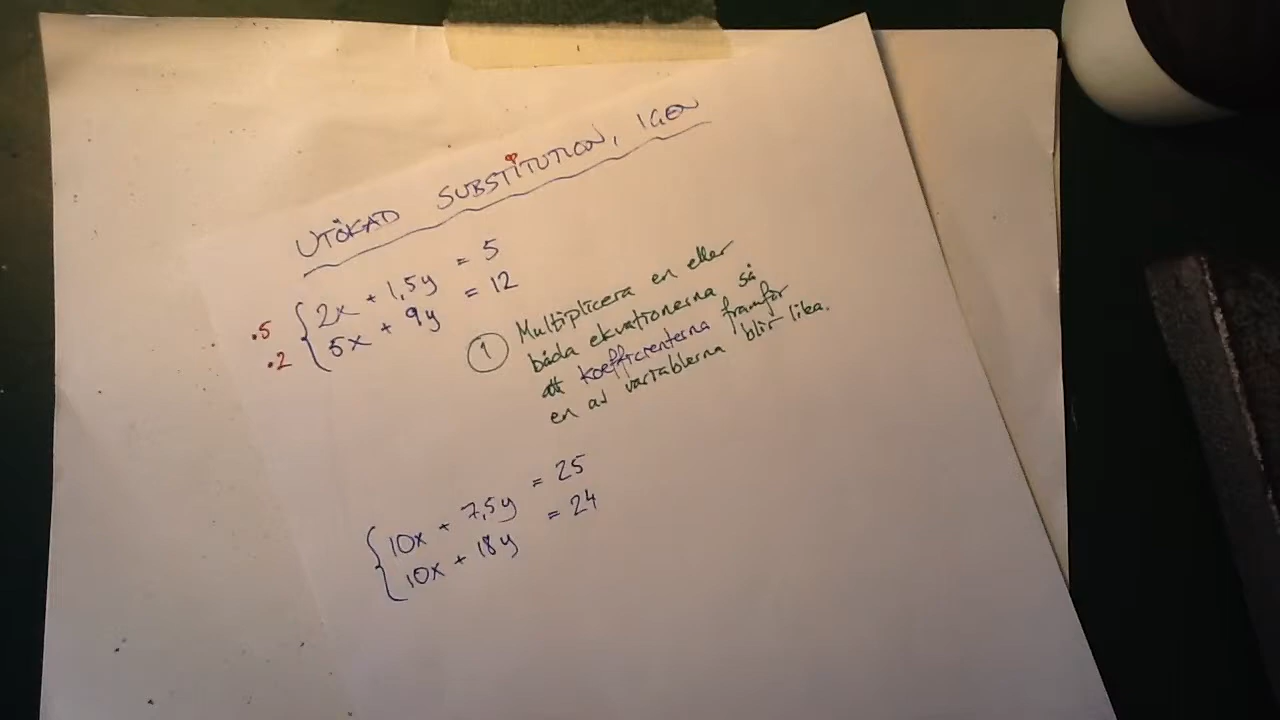 UTÖKAD SUBSTITUTION, IGEN
·5 2x + 1,5y = 5
·2 5x + 9y = 12
1 Multiplicera en eller
båda ekvationerna så
att koefficienterna framför
en av variablerna blir lika.
10x + 7,5y = 25
10x + 18y = 24